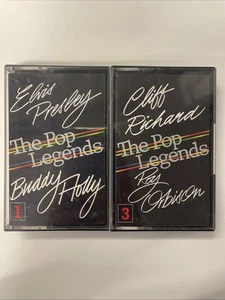 Elvis
Presley
The Pop
Legends
Buddy Holly
1
Cliff
Richard
The Pop
Legends
Roy
Orbison
3